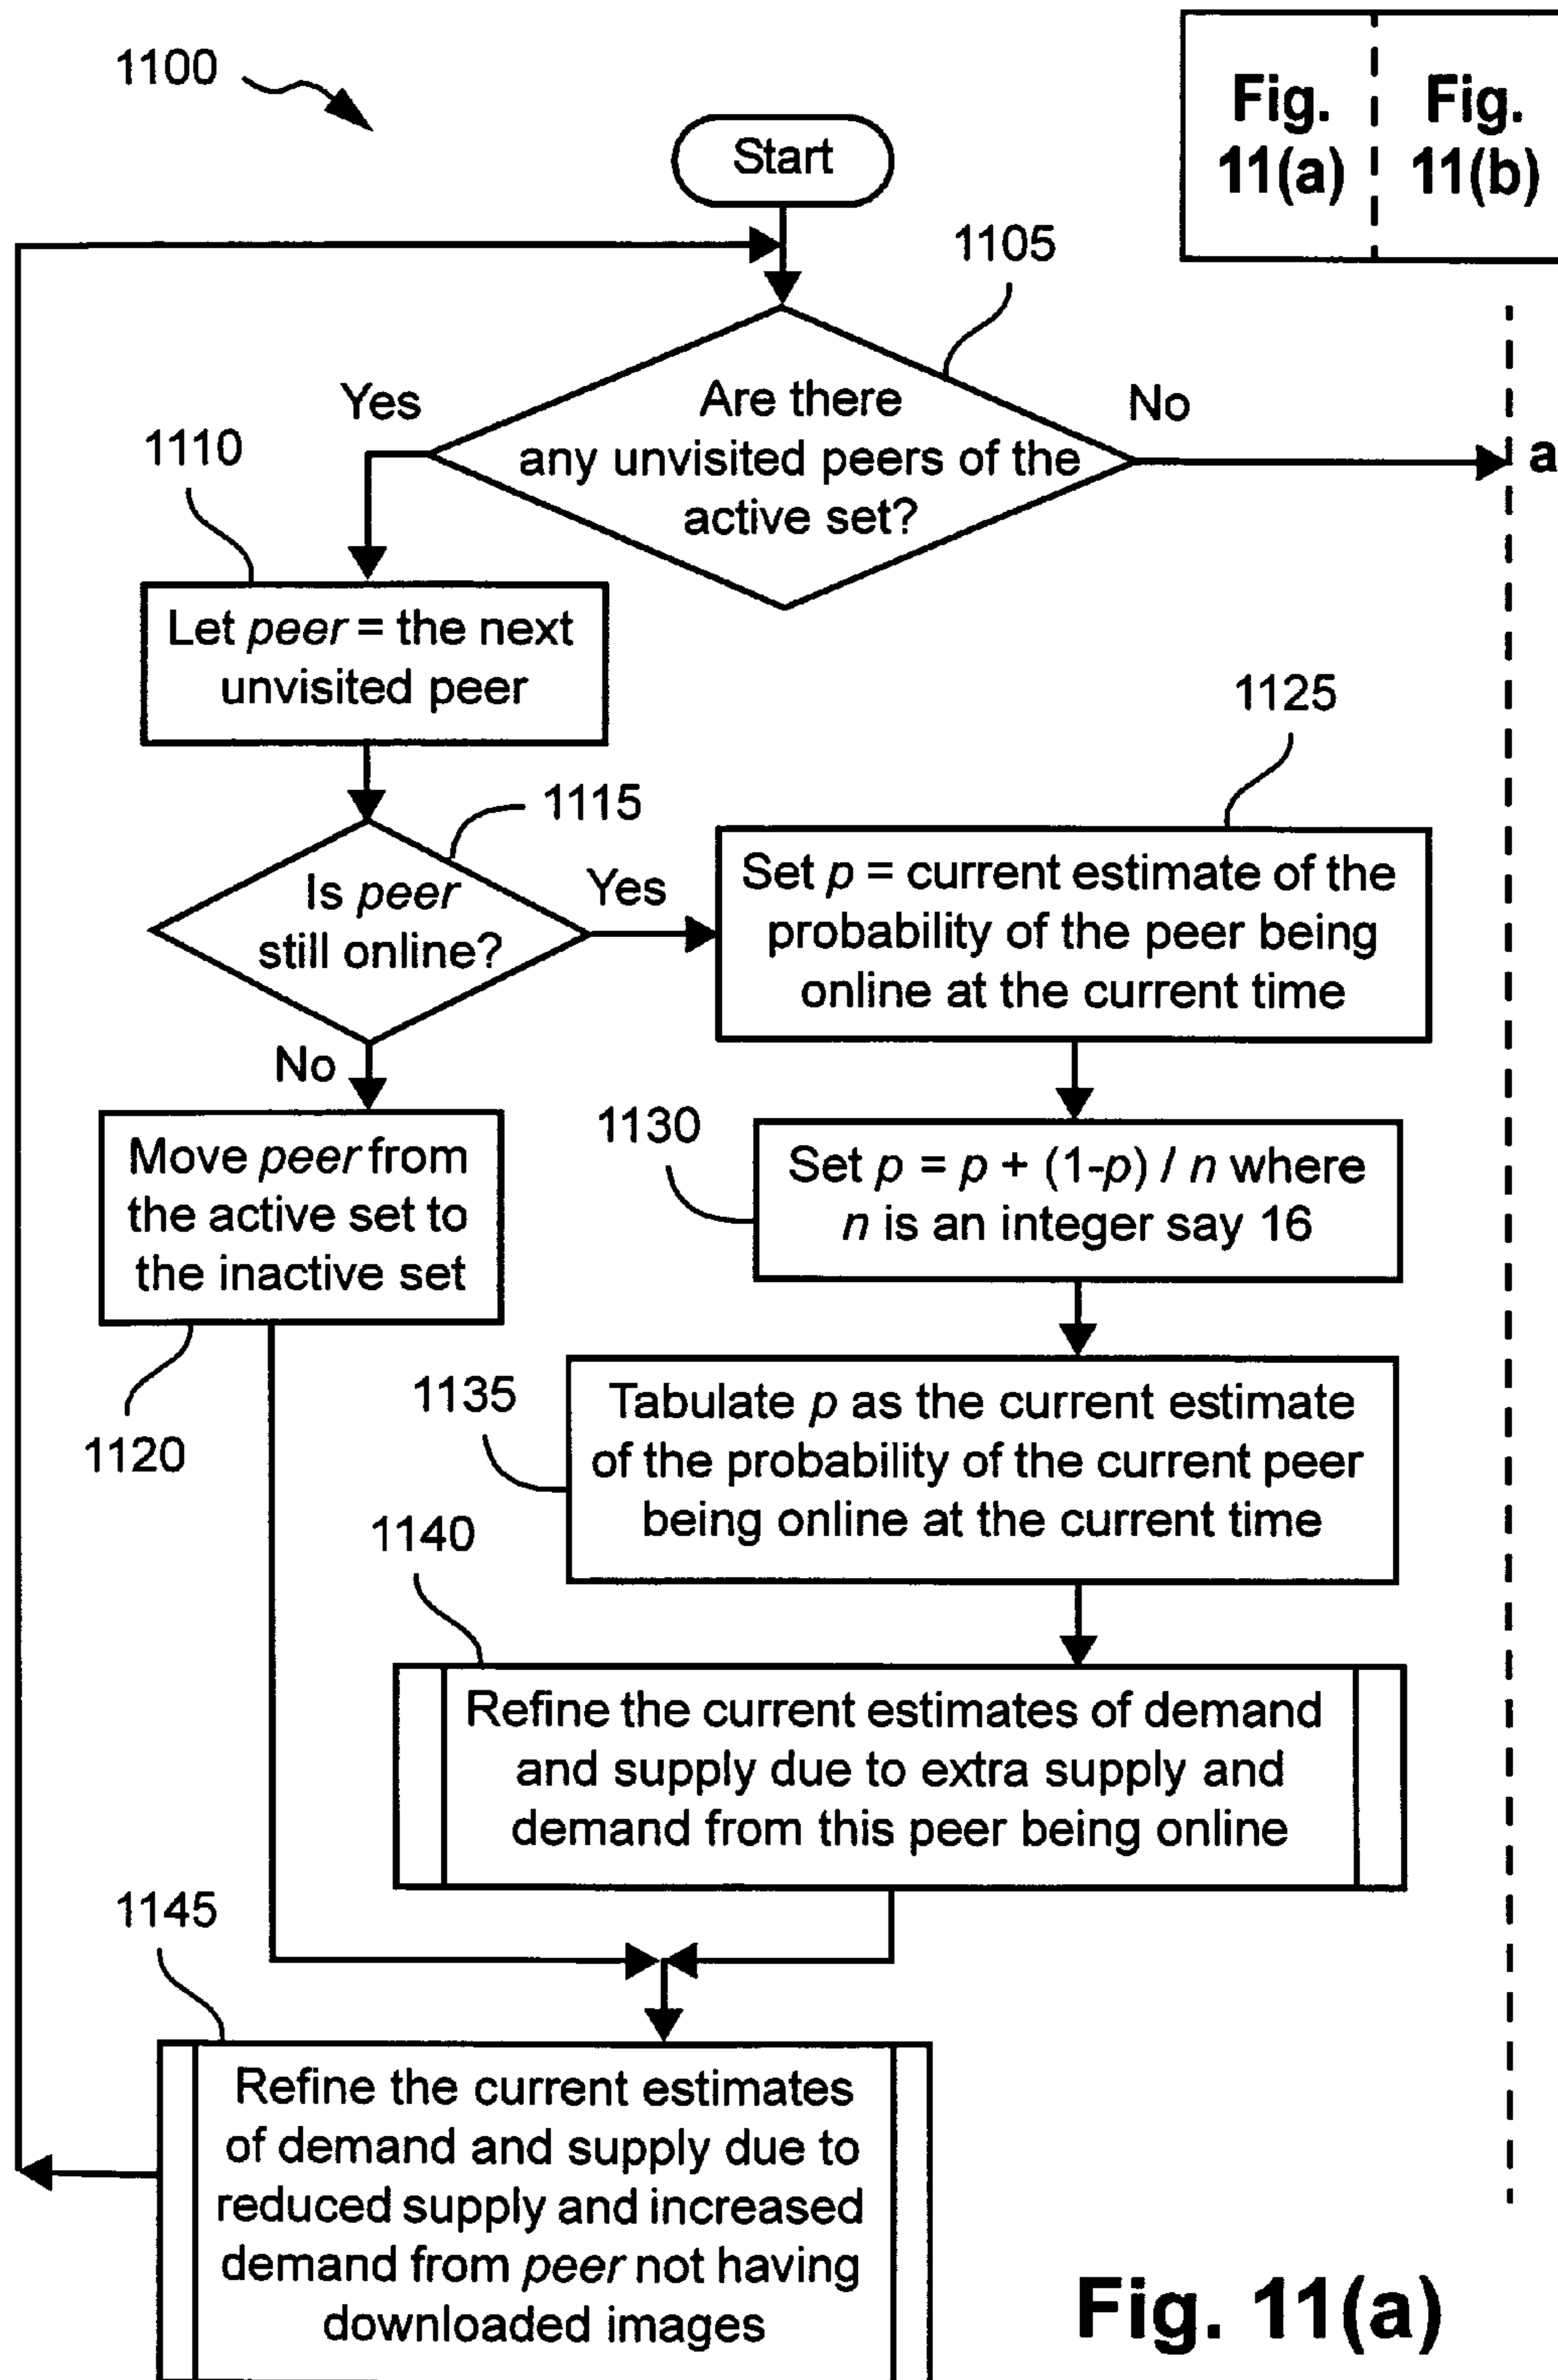 1100
Fig.
11(a)
Fig.
11(b)
Start
1105
Yes
Are there
any unvisited peers of the
active set?
No
a
1110
Let peer = the next
unvisited peer
1115
Is peer
still online?
Yes
No
1125
Set p = current estimate of the
probability of the peer being
online at the current time
1120
Move peer from
the active set to
the inactive set
1130
Set p = p + (1-p) / n where
n is an integer say 16
1135
Tabulate p as the current estimate
of the probability of the current peer
being online at the current time
1140
Refine the current estimates of demand
and supply due to extra supply and
demand from this peer being online
1145
Refine the current estimates
of demand and supply due to
reduced supply and increased
demand from peer not having
downloaded images
Fig. 11(a)